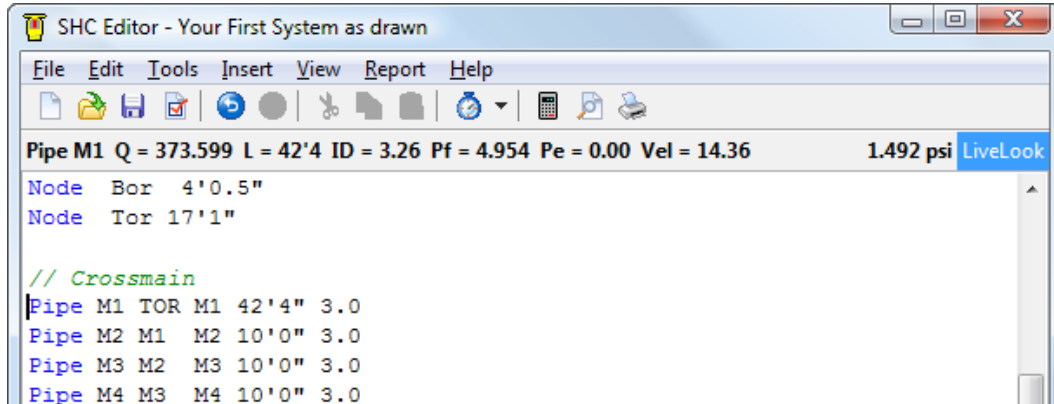 SHC Editor - Your First System as drawn
File Edit Tools Insert View Report Help
Pipe M1 Q = 373.599 L = 42'4 ID = 3.26 Pf = 4.954 Pe = 0.00 Vel = 14.36 1.492 psi LiveLook
Node Bor 4'0.5"
Node Tor 17'1"
// Crossmain
Pipe M1 TOR M1 42'4" 3.0
Pipe M2 M1 M2 10'0" 3.0
Pipe M3 M2 M3 10'0" 3.0
Pipe M4 M3 M4 10'0" 3.0